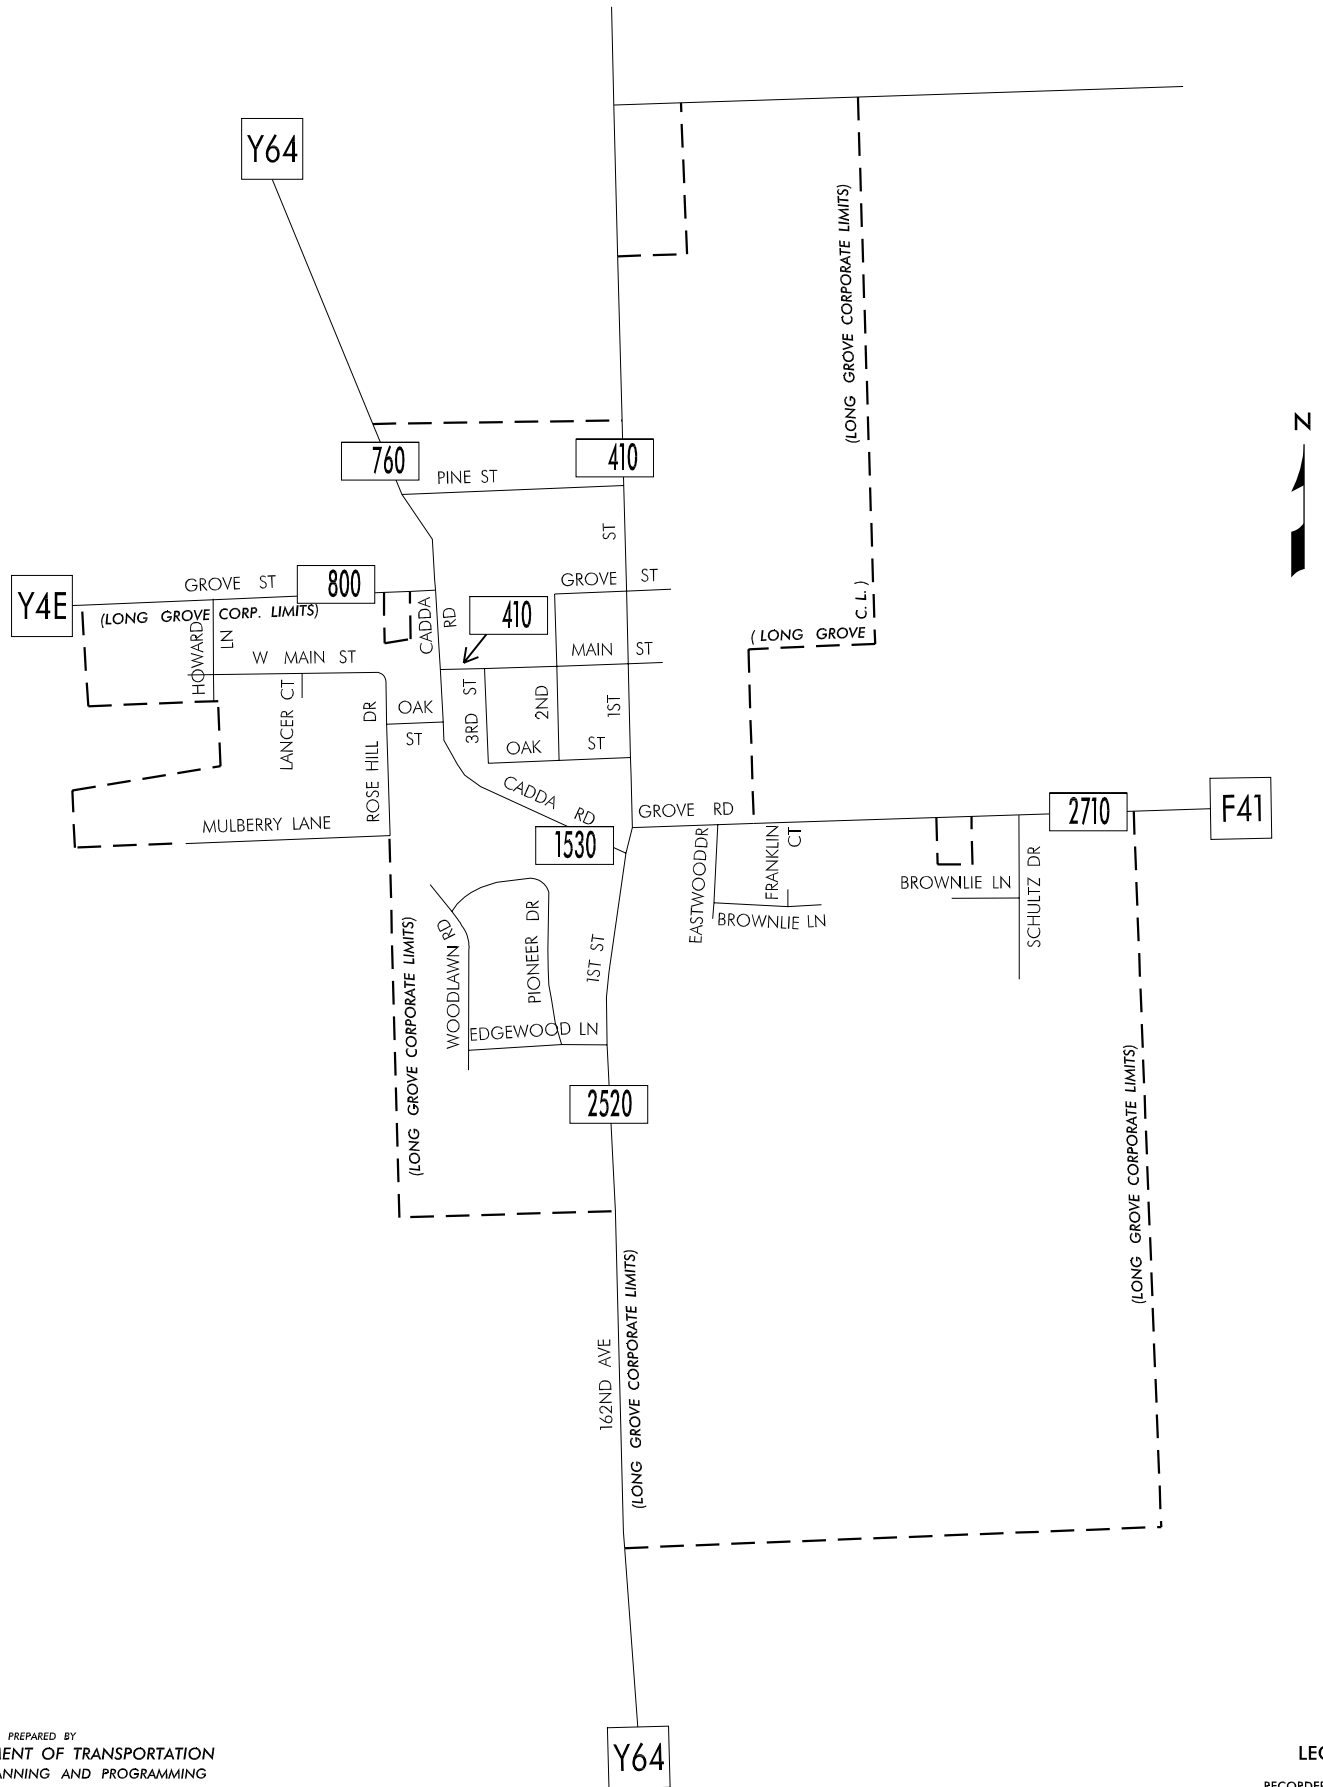 Y64
(LONG GROVE CORPORATE LIMITS)
N
760
410
PINE ST
ST
Y4E
GROVE ST
800
GROVE ST
(LONG GROVE CORP. LIMITS)
CADDA RD
410
C. L. )
( LONG GROVE
HOWARD LN
W MAIN ST
MAIN ST
LANCER CT
ROSE HILL DR
OAK ST
3RD ST
2ND
1ST
OAK ST
CADDA RD
MULBERRY LANE
1530
GROVE RD
2710
F41
EASTWOOD DR
FRANKLIN CT
BROWNLIE LN
BROWNLIE LN
SCHULTZ DR
(LONG GROVE CORPORATE LIMITS)
WOODLAWN RD
PIONEER DR
1ST ST
EDGEWOOD LN
2520
(LONG GROVE CORPORATE LIMITS)
162ND AVE
(LONG GROVE CORPORATE LIMITS)
Y64
PREPARED BY
OF TRANSPORTATION
AND PROGRAMMING